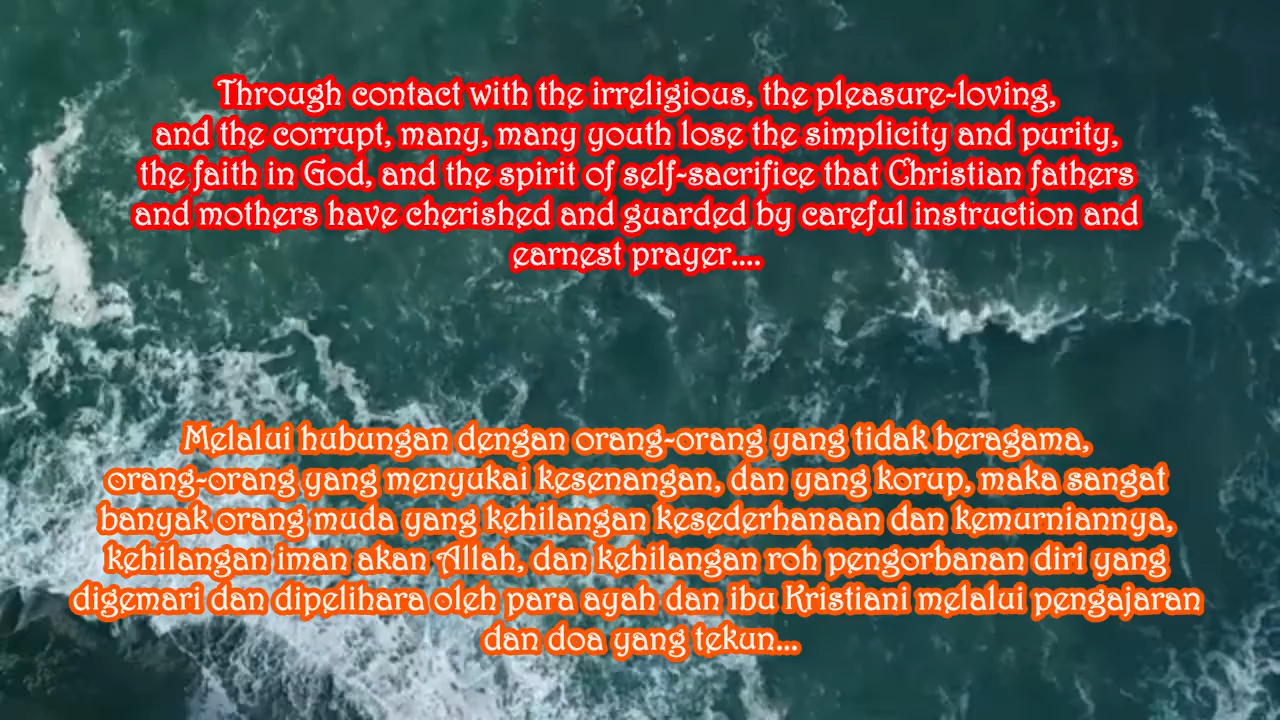 Through contact with the irreligious, the pleasure-loving,
and the corrupt, many, many youth lose the simplicity and purity,
the faith in God, and the spirit of self-sacrifice that Christian fathers
and mothers have cherished and guarded by careful instruction and
earnest prayer....
Melalui hubungan dengan orang-orang yang tidak beragama,
orang-orang yang menyukai kesenangan, dan yang korup, maka sangat
banyak orang muda yang kehilangan kesederhanaan dan kemurniannya,
kehilangan iman akan Allah, dan kehilangan roh pengorbanan diri yang
digemari dan dipelihara oleh para ayah dan ibu Kristiani melalui pengajaran
dan doa yang tekun...